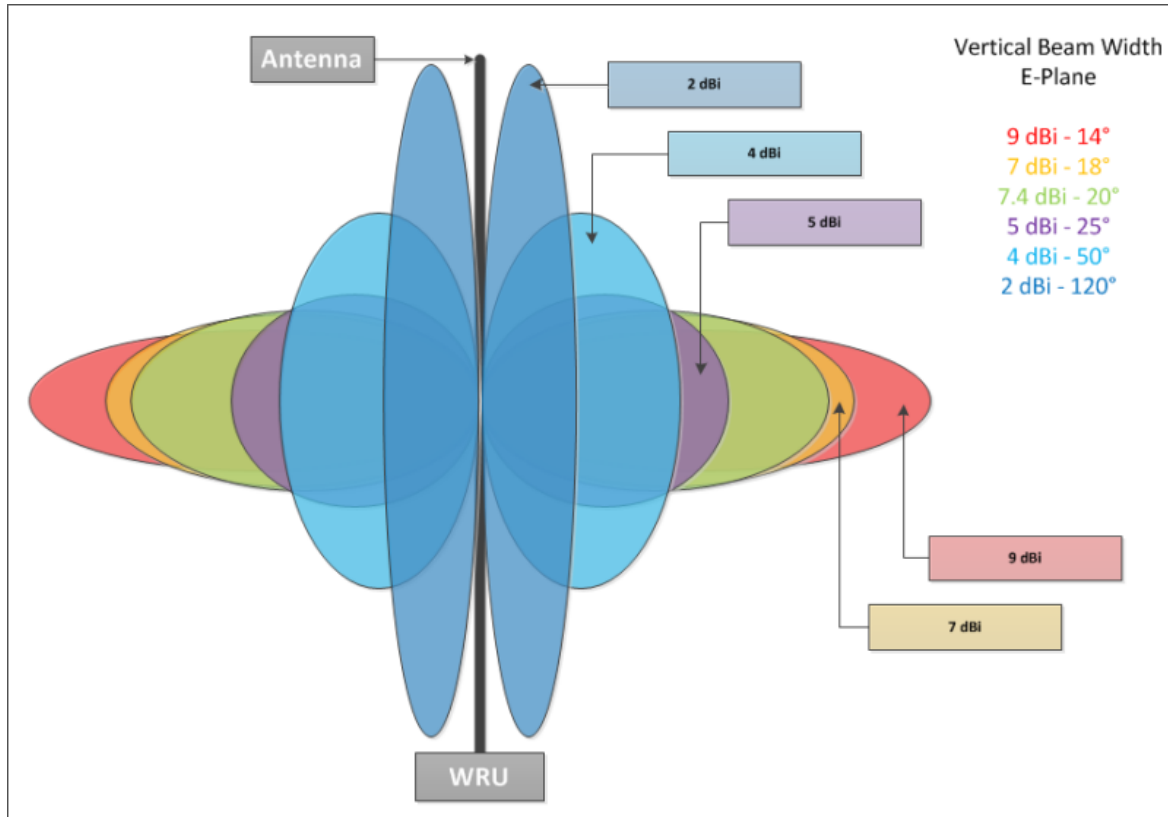 Antenna
2 dBi
4 dBi
5 dBi
9 dBi
7 dBi
WRU
Vertical Beam Width
E-Plane
9 dBi - 14°
7 dBi - 18°
7.4 dBi - 20°
5 dBi - 25°
4 dBi - 50°
2 dBi - 120°